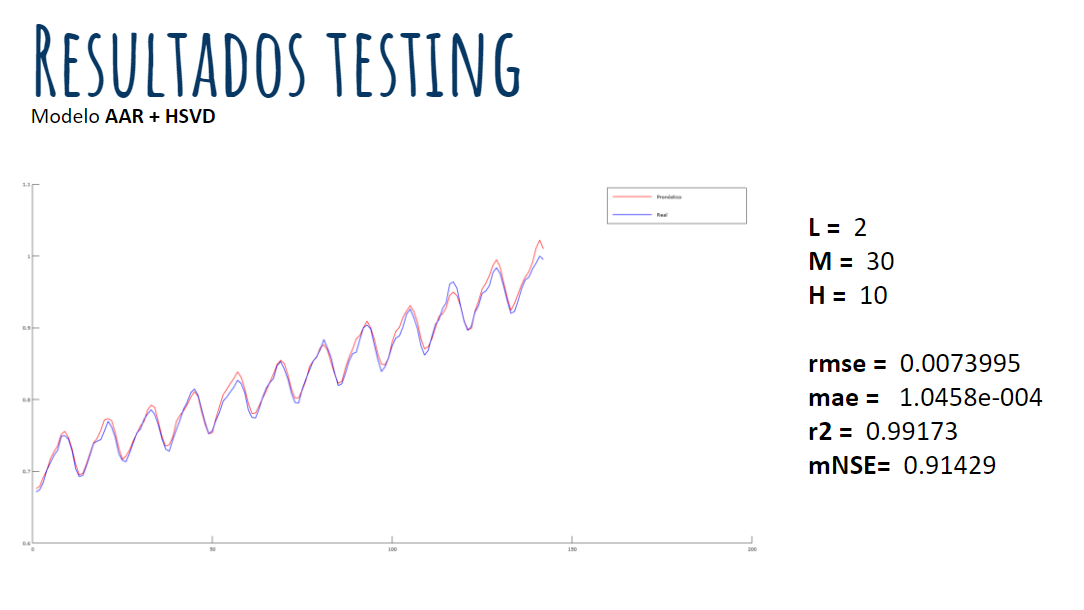 Resultados testing
Modelo AAR + HSVD
1.1
1
0.9
0.8
0.7
0.6
0
50
100
150
200
Pronóstico
Real
L = 2
M = 30
H = 10
rmse = 0.0073995
mae = 1.0458e-004
r2 = 0.99173
mNSE= 0.91429